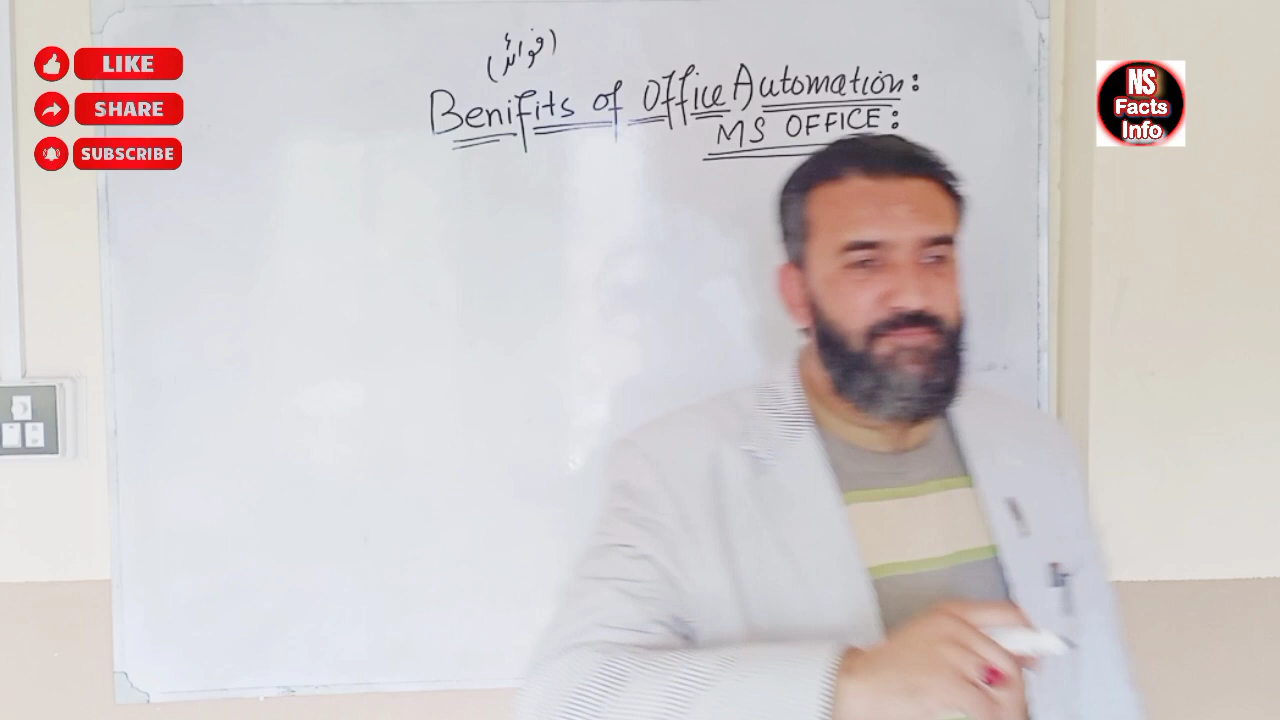 LIKE
SHARE
SUBSCRIBE
(فوائد)
Benifits of Office Automation:
MS OFFICE:
NS
Facts
Info